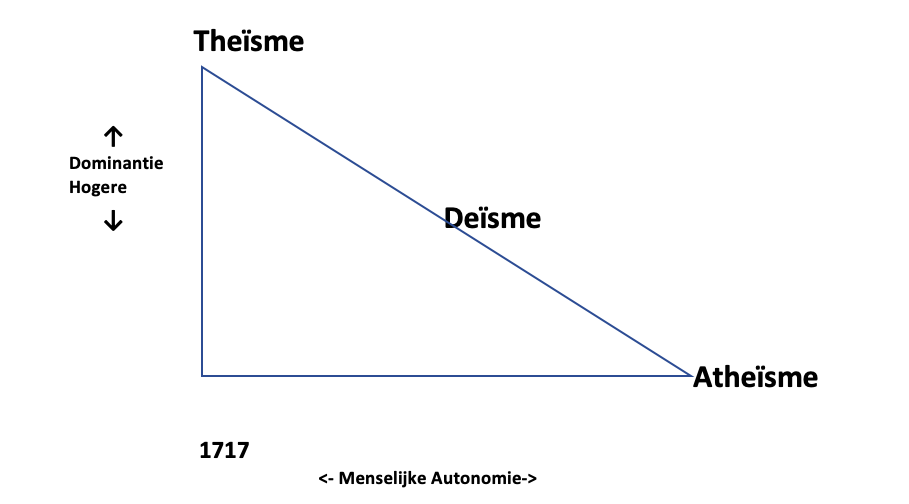 Theïsme
↑
Dominantie
Hogere
↓
Deïsme
Atheïsme
1717
<- Menselijke Autonomie->